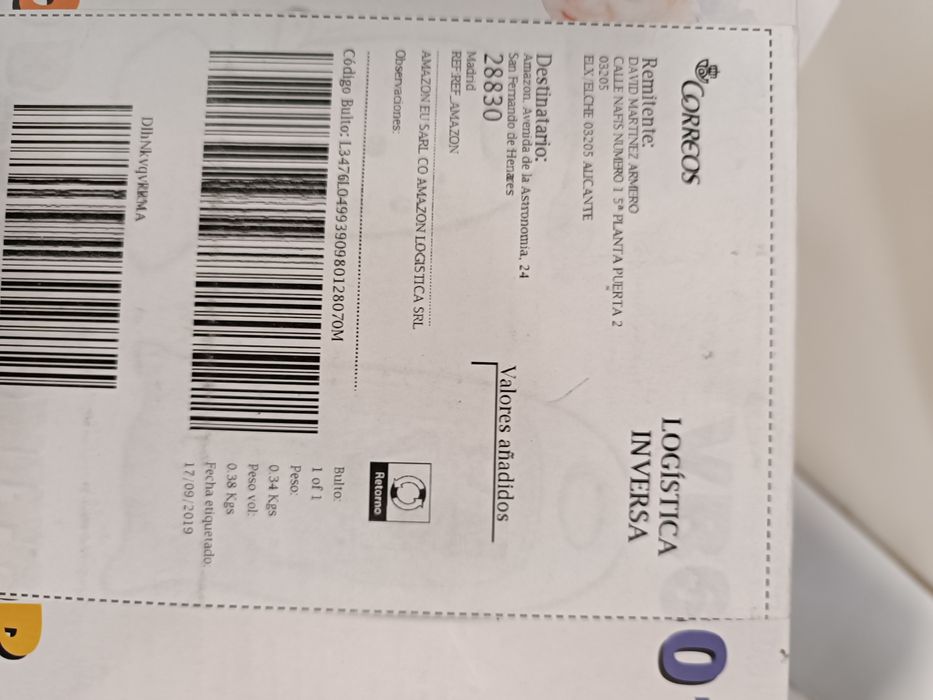 CORREOS
LOGÍSTICA
INVERSA
Remitente:
DAVID MARTINEZ ARMERO
CALLE NAFIS NUMERO 1 5ª PLANTA PUERTA 2
03205
ELX/ELCHE 03205 ALICANTE
Destinatario:
Amazon. Avenida de la Astronomia, 24
San Fernando de Henares
28830
Madrid
REF:REF_AMAZON
Valores añadidos
AMAZON EU SARL CO AMAZON LOGISTICA SRL
Observaciones:
Retorno
Código Bulto: L3476L0499390980128070M
Bulto:
1 of 1
Peso:
0.34 Kgs
Peso vol:
0.38 Kgs
Fecha etiquetado:
17/09/2019
0